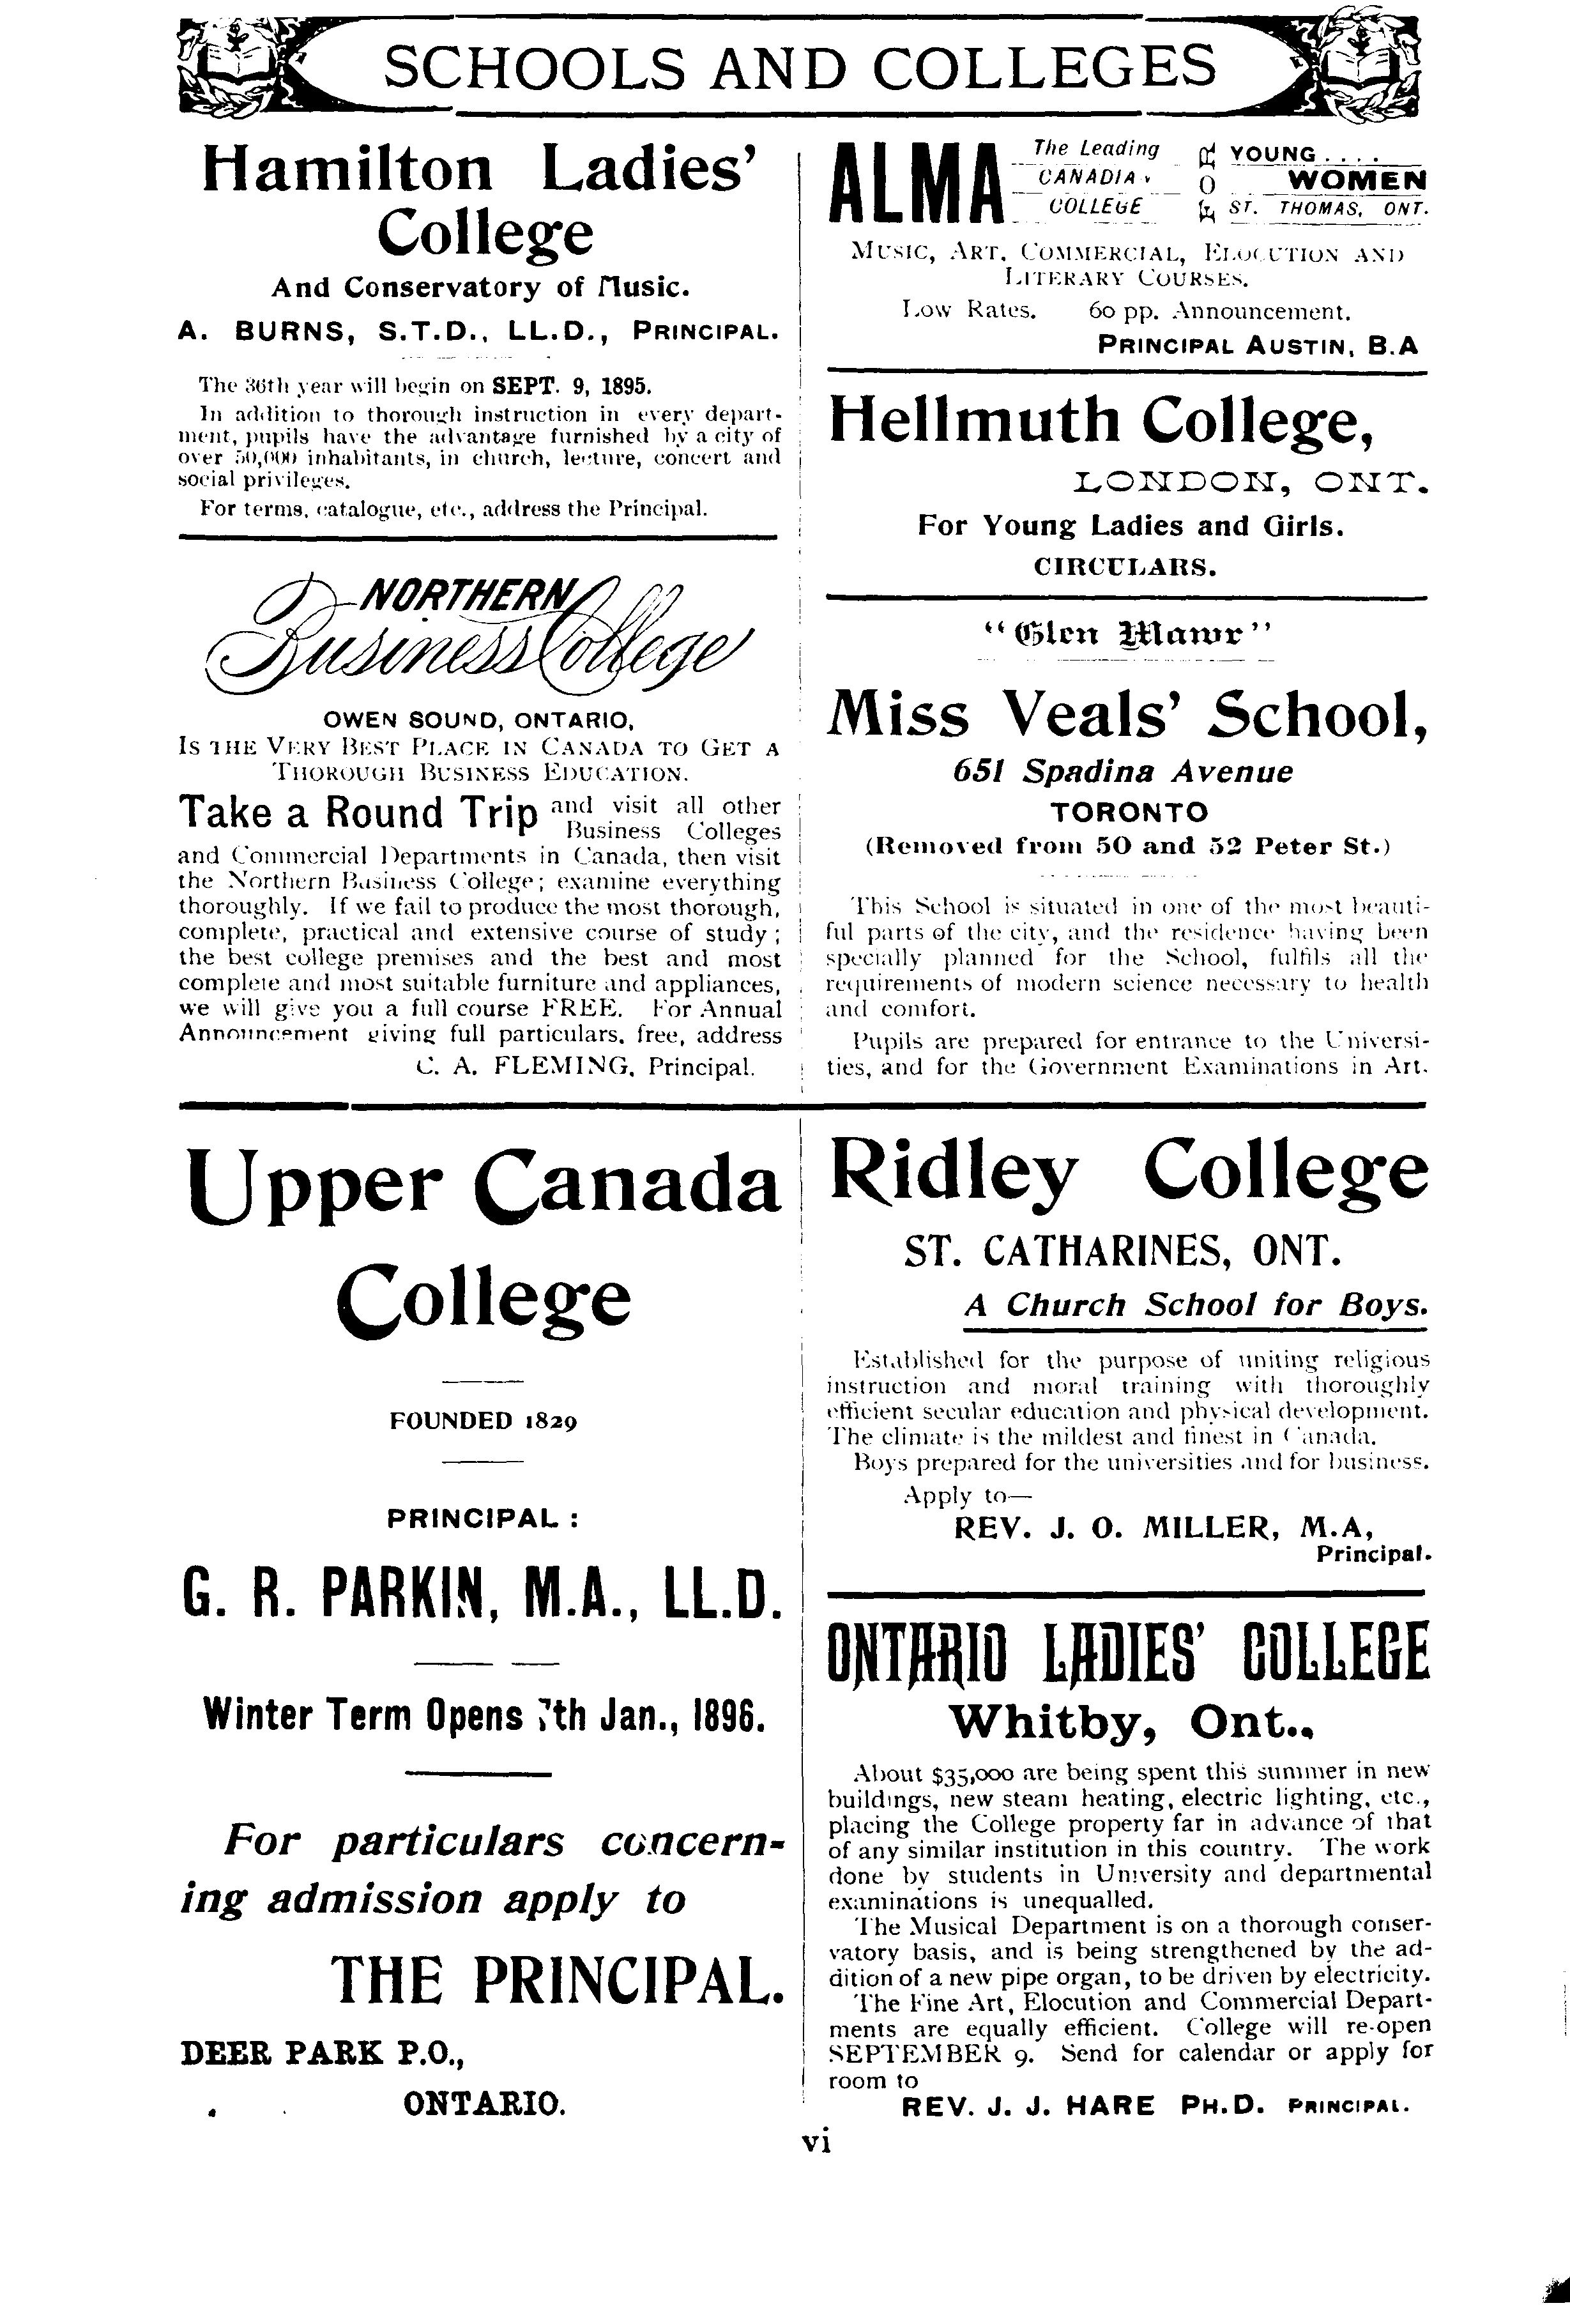 SCHOOLS AND COLLEGES
Hamilton Ladies'
College
And Conservatory of Music.
A. BURNS, S.T.D., LL.D., PRINCIPAL.
The 36th year will begin on SEPT. 9, 1895.
In addition to thorough instruction in every depart-
ment, pupils have the advantage furnished by a city of
over 50,000 inhabitants, in church, lecture, concert and
social privileges.
For terms, catalogue, etc., address the Principal.
NORTHERN
Business College
OWEN SOUND, ONTARIO,
IS THE VERY BEST PLACE IN CANADA TO GET A
THOROUGH BUSINESS EDUCATION.
Take a Round Trip and visit all other
Business Colleges
and Commercial Departments in Canada, then visit
the Northern Business College; examine everything
thoroughly. If we fail to produce the most thorough,
complete, practical and extensive course of study;
the best college premises and the best and most
complete and most suitable furniture and appliances,
we will give you a full course FREE. For Annual
Announcement giving full particulars, free, address
C. A. FLEMING, Principal.
ALMA
The Leading
CANADIAN
COLLEGE
FOR
YOUNG....
WOMEN
ST. THOMAS, ONT.
MUSIC, ART, COMMERCIAL, ELOCUTION AND
LITERARY COURSES.
Low Rates. 60 pp. Announcement.
PRINCIPAL AUSTIN, B.A
Hellmuth College,
LONDON, ONT.
For Young Ladies and Girls.
CIRCULARS.
"Glen Mawr"
Miss Veals' School,
651 Spadina Avenue
TORONTO
(Removed from 50 and 52 Peter St.)
This School is situated in one of the most beauti-
ful parts of the city, and the residence having been
specially planned for the School, fulfils all the
requirements of modern science necessary to health
and comfort.
Pupils are prepared for entrance to the Universi-
ties, and for the Government Examinations in Art.
Upper Canada
College
FOUNDED 1829
PRINCIPAL:
G. R. PARKIN, M.A., LL.D.
Winter Term Opens 7th Jan., 1896.
For particulars concern-
ing admission apply to
THE PRINCIPAL.
DEER PARK P.O.,
ONTARIO.
Ridley College
ST. CATHARINES, ONT.
A Church School for Boys.
Established for the purpose of uniting religious
instruction and moral training with thoroughly
efficient secular education and physical development.
The climate is the mildest and finest in Canada.
Boys prepared for the universities and for business.
Apply to—
REV. J. O. MILLER, M.A,
Principal.
ONTARIO LADIES' COLLEGE
Whitby, Ont.,
About $35,000 are being spent this summer in new
buildings, new steam heating, electric lighting, etc.,
placing the College property far in advance of that
of any similar institution in this country. The work
done by students in University and departmental
examinations is unequalled.
The Musical Department is on a thorough conser-
vatory basis, and is being strengthened by the ad-
dition of a new pipe organ, to be driven by electricity.
The Fine Art, Elocution and Commercial Depart-
ments are equally efficient. College will re-open
SEPTEMBER 9. Send for calendar or apply for
room to
REV. J. J. HARE PH.D. PRINCIPAL.
vi